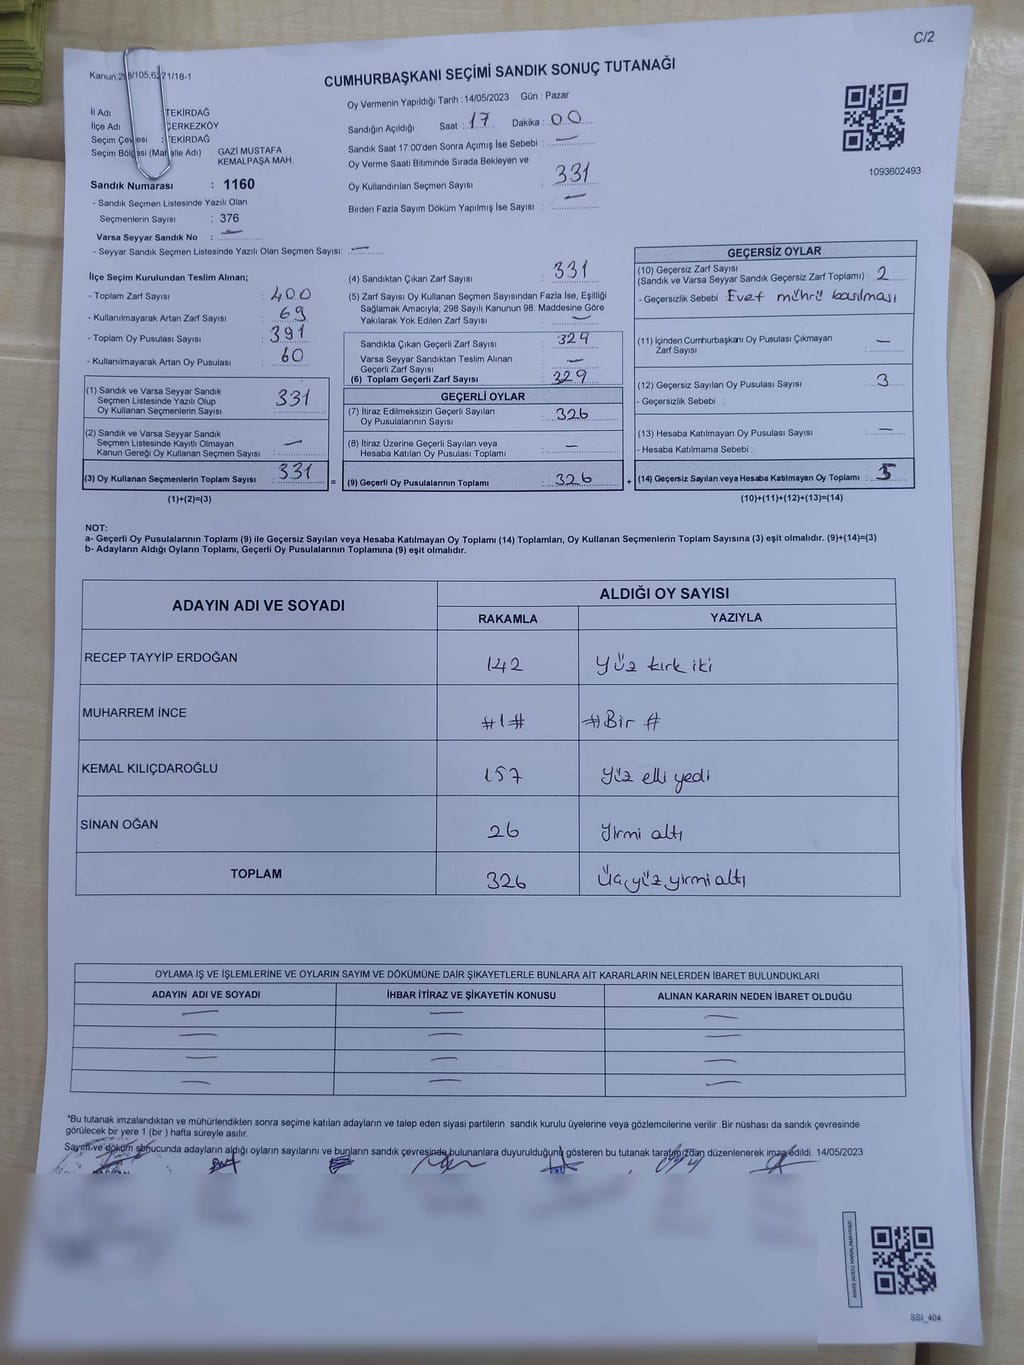 C/2
Kanun 298/105.6271/18-1
CUMHURBAŞKANI SEÇİMİ SANDIK SONUÇ TUTANAĞI
İl Adı : TEKİRDAĞ
İlçe Adı : ÇERKEZKÖY
Seçim Çevresi : TEKİRDAĞ
Seçim Bölgesi (Mahalle Adı) : GAZİ MUSTAFA
KEMALPAŞA MAH.
Sandık Numarası : 1160
- Sandık Seçmen Listesinde Yazılı Olan
Seçmenlerin Sayısı : 376
Varsa Seyyar Sandık No : —
- Seyyar Sandık Seçmen Listesinde Yazılı Olan Seçmen Sayısı: —
Oy Vermenin Yapıldığı Tarih : 14/05/2023 Gün : Pazar
Sandığın Açıldığı Saat : 17 Dakika : 00
Sandık Saat 17.00'den Sonra Açımış İse Sebebi : —
Oy Verme Saati Bitiminde Sırada Bekleyen ve
Oy Kullandırılan Seçmen Sayısı : 331
Birden Fazla Sayım Döküm Yapılmış İse Sayısı : —
1093602493
İlçe Seçim Kurulundan Teslim Alınan;
- Toplam Zarf Sayısı : 400
- Kullanılmayarak Artan Zarf Sayısı : 69
- Toplam Oy Pusulası Sayısı : 391
- Kullanılmayarak Artan Oy Pusulası : 60
(1) Sandık ve Varsa Seyyar Sandık
Seçmen Listesinde Yazılı Olup
Oy Kullanan Seçmenlerin Sayısı : 331
(2) Sandık ve Varsa Seyyar Sandık
Seçmen Listesinde Kayıtlı Olmayan
Kanun Gereği Oy Kullanan Seçmen Sayısı : —
(3) Oy Kullanan Seçmenlerin Toplam Sayısı : 331 =
(1)+(2)=(3)
(4) Sandıktan Çıkan Zarf Sayısı : 331
(5) Zarf Sayısı Oy Kullanan Seçmen Sayısından Fazla İse, Eşitliği
Sağlamak Amacıyla, 298 Sayılı Kanunun 98. Maddesine Göre
Yakılarak Yok Edilen Zarf Sayısı : —
Sandıkta Çıkan Geçerli Zarf Sayısı : 329
Varsa Seyyar Sandıktan Teslim Alınan
Geçerli Zarf Sayısı : —
(6) Toplam Geçerli Zarf Sayısı : 329
GEÇERLİ OYLAR
(7) İtiraz Edilmeksizin Geçerli Sayılan
Oy Pusulalarının Sayısı : 326
(8) İtiraz Üzerine Geçerli Sayılan veya
Hesaba Katılan Oy Pusulası Toplamı : —
(9) Geçerli Oy Pusulalarının Toplamı : 326 +
GEÇERSİZ OYLAR
(10) Geçersiz Zarf Sayısı
(Sandık ve Varsa Seyyar Sandık Geçersiz Zarf Toplamı) : 2
- Geçersizlik Sebebi : Evet mührü basılması
(11) İçinden Cumhurbaşkanı Oy Pusulası Çıkmayan
Zarf Sayısı : —
(12) Geçersiz Sayılan Oy Pusulası Sayısı : 3
- Geçersizlik Sebebi :
(13) Hesaba Katılmayan Oy Pusulası Sayısı : —
- Hesaba Katılmama Sebebi :
(14) Geçersiz Sayılan veya Hesaba Katılmayan Oy Toplamı : 5
(10)+(11)+(12)+(13)=(14)
NOT:
a- Geçerli Oy Pusulalarının Toplamı (9) ile Geçersiz Sayılan veya Hesaba Katılmayan Oy Toplamı (14) Toplamları, Oy Kullanan Seçmenlerin Toplam Sayısına (3) eşit olmalıdır. (9)+(14)=(3)
b- Adayların Aldığı Oyların Toplamı, Geçerli Oy Pusulalarının Toplamına (9) eşit olmalıdır.
ADAYIN ADI VE SOYADI ALDIĞI OY SAYISI
RAKAMLA YAZIYLA
RECEP TAYYİP ERDOĞAN 142 Yüz kırk iki
MUHARREM İNCE #1# #Bir #
KEMAL KILIÇDAROĞLU 157 Yüz elli yedi
SİNAN OĞAN 26 Yirmi altı
TOPLAM 326 Üçyüz yirmi altı
OYLAMA İŞ VE İŞLEMLERİNE VE OYLARIN SAYIM VE DÖKÜMÜNE DAİR ŞİKAYETLERLE BUNLARA AİT KARARLARIN NELERDEN İBARET BULUNDUKLARI
ADAYIN ADI VE SOYADI İHBAR İTİRAZ VE ŞİKAYETİN KONUSU ALINAN KARARIN NEDEN İBARET OLDUĞU
— — —
— — —
— — —
— — —
*Bu tutanak imzalandıktan ve mühürlendikten sonra seçime katılan adayların ve talep eden siyasi partilerin sandık kurulu üyelerine veya gözlemcilerine verilir .Bir nüshası da sandık çevresinde
görülecek bir yere 1 (bir ) hafta süreyle asılır.
Sayım ve döküm sonucunda adayların aldığı oyların sayılarını ve bunların sandık çevresinde bulunanlara duyurulduğunu gösteren bu tutanak tarafımızdan düzenlenerek imza edildi. 14/05/2023
KARE KODU KARALAMAYINIZ!
SSI_404